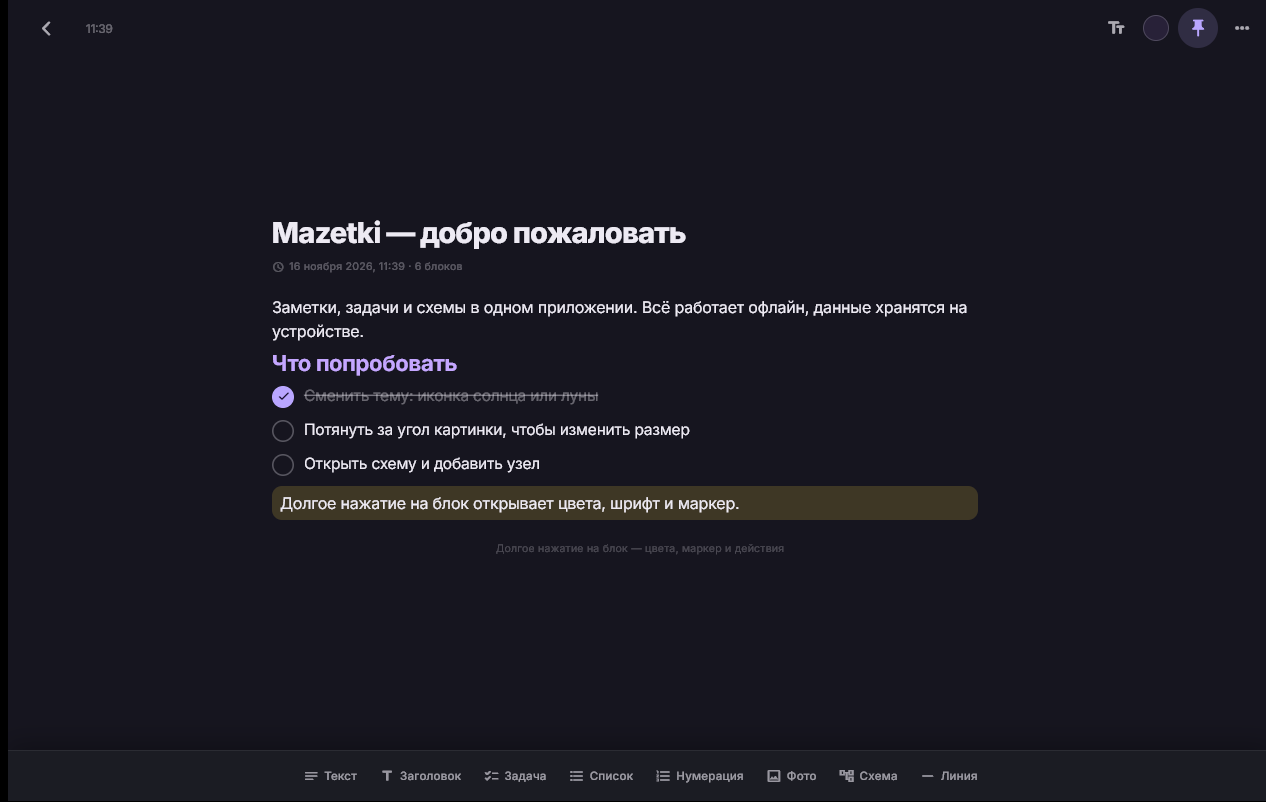 11:39
Mazetki — добро пожаловать
16 ноября 2026, 11:39 · 6 блоков
Заметки, задачи и схемы в одном приложении. Всё работает офлайн, данные хранятся на
устройстве.
Что попробовать
Сменить тему: иконка солнца или луны
Потянуть за угол картинки, чтобы изменить размер
Открыть схему и добавить узел
Долгое нажатие на блок открывает цвета, шрифт и маркер.
Долгое нажатие на блок — цвета, маркер и действия
Текст Заголовок Задача Список Нумерация Фото Схема Линия